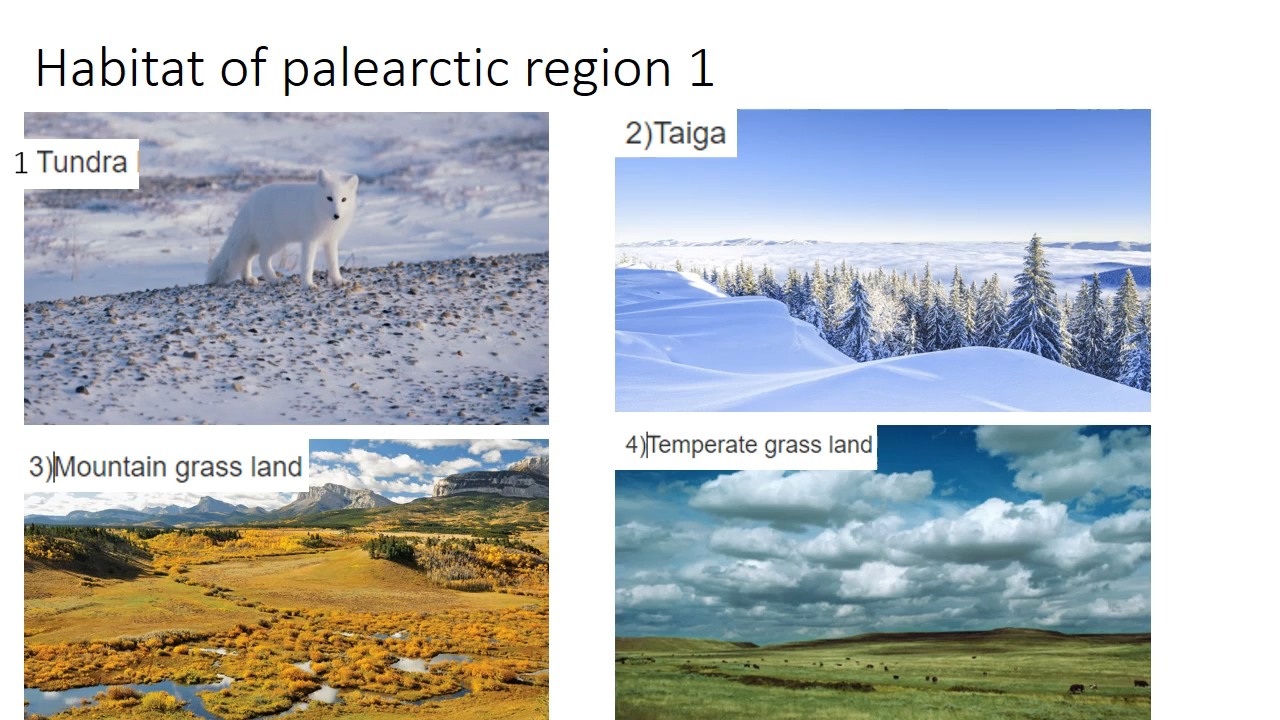 Habitat of palearctic region 1
1 Tundra
2)Taiga
3)Mountain grass land
4)Temperate grass land